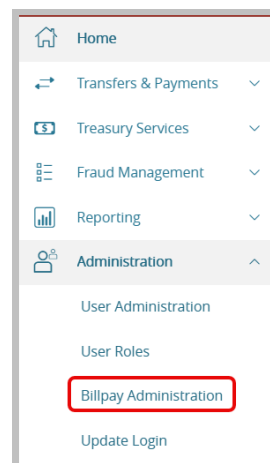 Home
Transfers & Payments
Treasury Services
Fraud Management
Reporting
Administration
User Administration
User Roles
Billpay Administration
Update Login